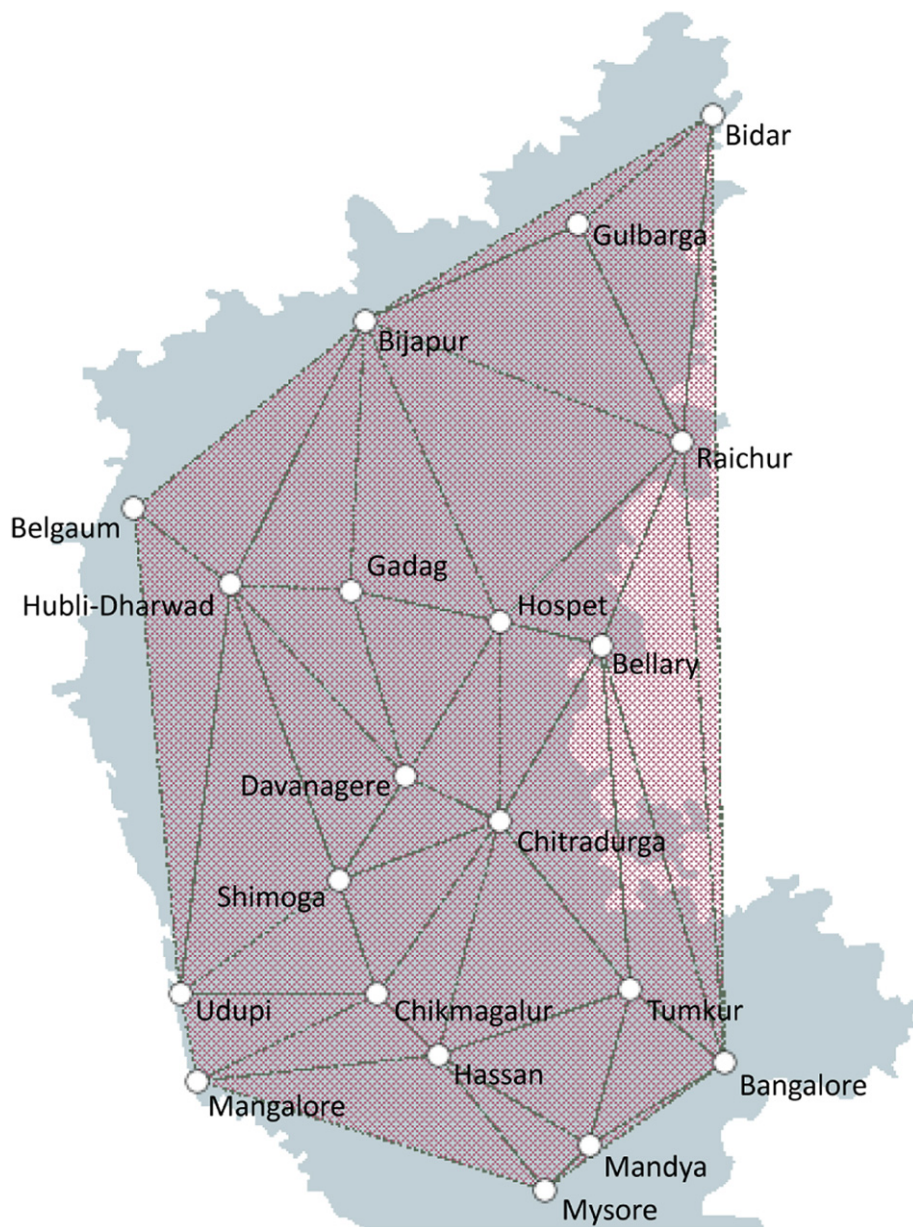 Bidar
Gulbarga
Bijapur
Raichur
Belgaum
Gadag
Hubli-Dharwad
Hospet
Bellary
Davanagere
Chitradurga
Shimoga
Udupi
Chikmagalur
Tumkur
Hassan
Bangalore
Mangalore
Mandya
Mysore